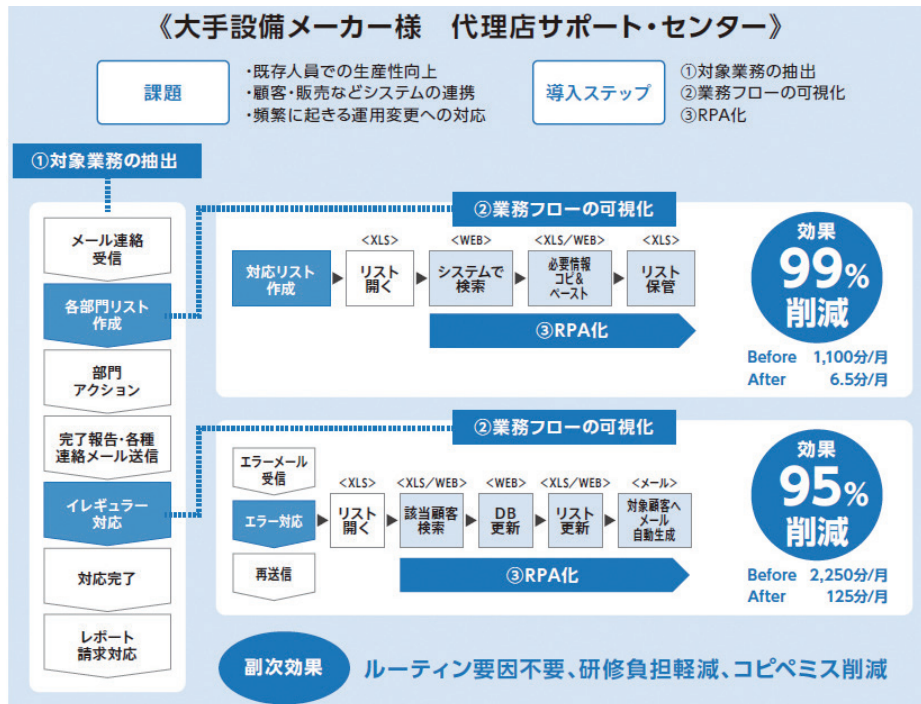 《大手設備メーカー様　代理店サポート・センター》
課題
・既存人員での生産性向上
・顧客・販売などシステムの連携
・頻繁に起きる運用変更への対応
導入ステップ
①対象業務の抽出
②業務フローの可視化
③RPA化
①対象業務の抽出
メール連絡
受信
各部門リスト
作成
部門
アクション
完了報告・各種
連絡メール送信
イレギュラー
対応
対応完了
レポート
請求対応
②業務フローの可視化
対応リスト
作成
<XLS>
リスト
開く
<WEB>
システムで
検索
<XLS/WEB>
必要情報
コピ&
ペースト
<XLS>
リスト
保管
③RPA化
効果
99%
削減
Before 1,100分/月
After 6.5分/月
②業務フローの可視化
エラーメール
受信
エラー対応
再送信
<XLS>
リスト
開く
<XLS/WEB>
該当顧客
検索
<WEB>
DB
更新
<XLS/WEB>
リスト
更新
<メール>
対象顧客へ
メール
自動生成
③RPA化
効果
95%
削減
Before 2,250分/月
After 125分/月
副次効果
ルーティン要因不要、研修負担軽減、コピペミス削減